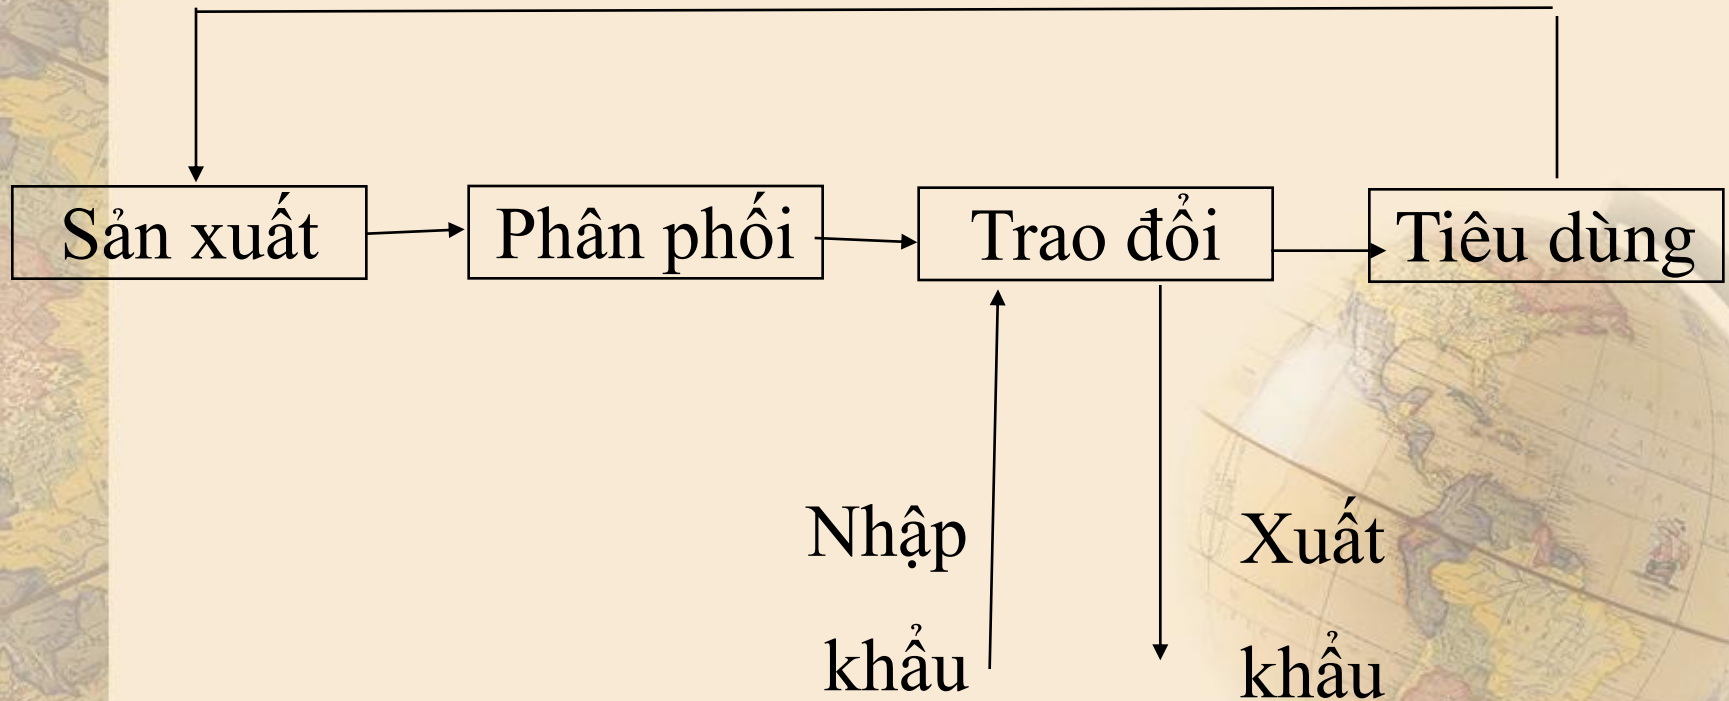 Sản xuất
Phân phối
Trao đổi
Tiêu dùng
Nhập
khẩu
Xuất
khẩu